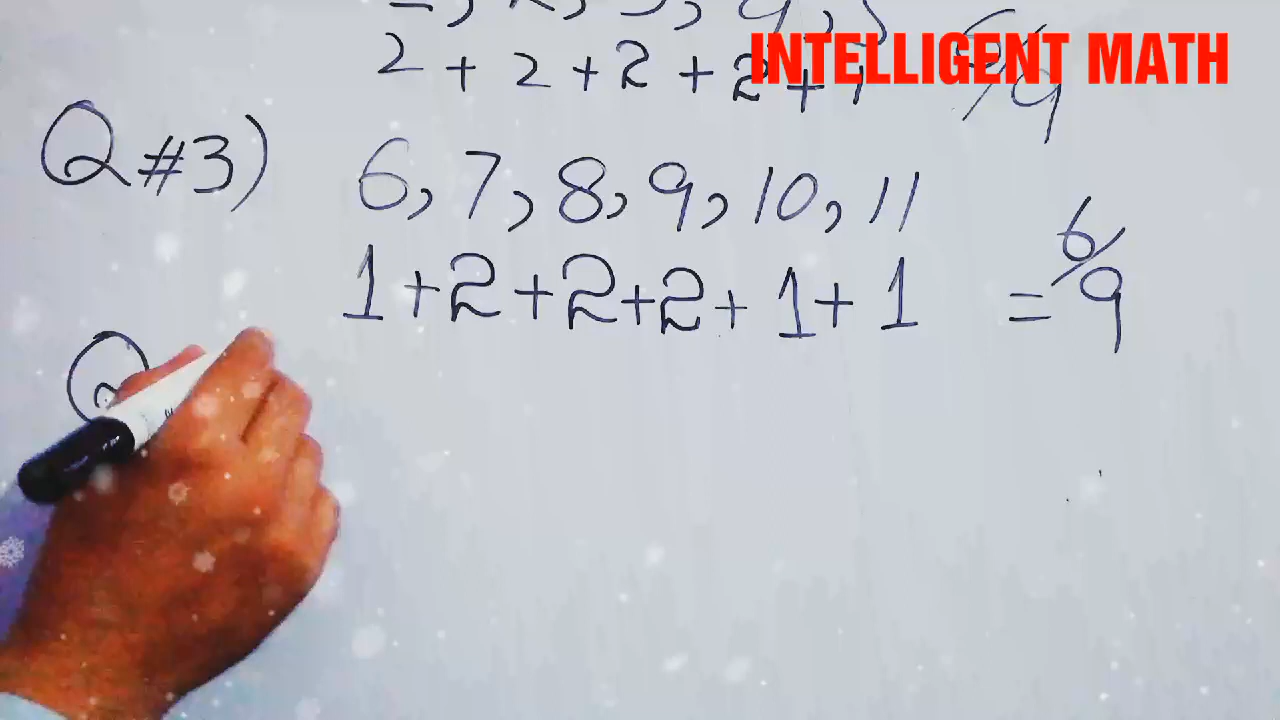 2 + 2 + 2 + 2 + 1
INTELLIGENT MATH
Q #3) 6, 7, 8, 9, 10, 11
1 + 2 + 2 + 2 + 1 + 1 = 6/9
Q